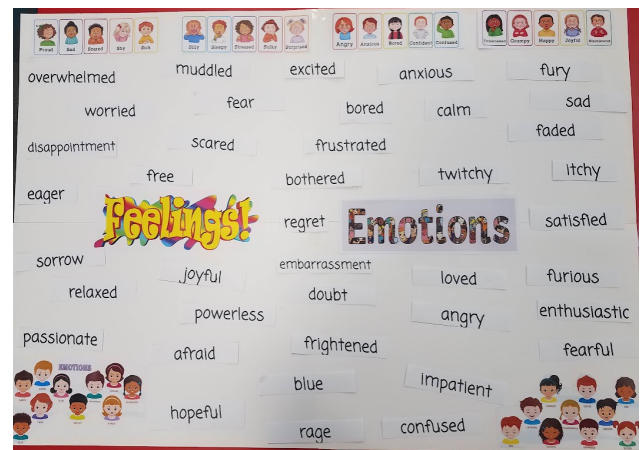 Proud Sad Scared Shy Sick
Silly Sleepy Stressed Sulky Surprised
Angry Anxious Bored Confident Confused
Embarrassed Grumpy Happy Joyful Mischievous
overwhelmed muddled excited anxious fury
worried fear bored calm sad
disappointment scared frustrated faded
eager free bothered twitchy itchy
Feelings! regret Emotions satisfied
sorrow joyful embarrassment loved furious
relaxed powerless doubt angry enthusiastic
passionate afraid frightened fearful
EMOTIONS
blue impatient
hopeful rage confused